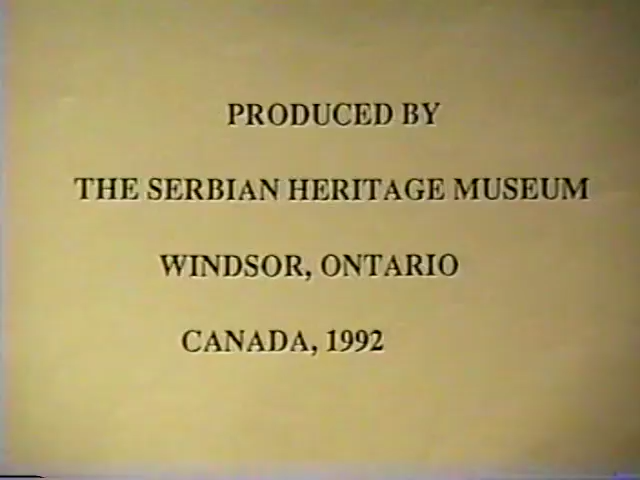 PRODUCED BY
THE SERBIAN HERITAGE MUSEUM
WINDSOR, ONTARIO
CANADA, 1992